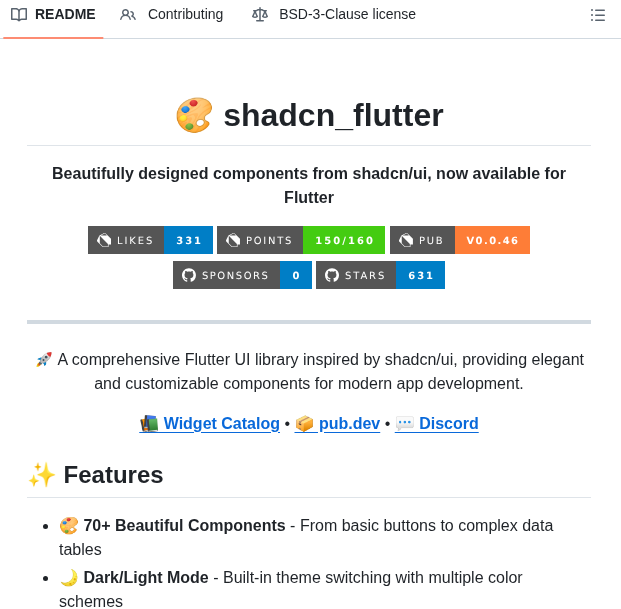 README Contributing BSD-3-Clause license
🎨 shadcn_flutter
Beautifully designed components from shadcn/ui, now available for
Flutter
LIKES 331 POINTS 150/160 PUB V0.0.46
SPONSORS 0 STARS 631
🚀 A comprehensive Flutter UI library inspired by shadcn/ui, providing elegant
and customizable components for modern app development.
📚 Widget Catalog • 📦 pub.dev • 💬 Discord
✨ Features
• 🎨 70+ Beautiful Components - From basic buttons to complex data
tables
• 🌙 Dark/Light Mode - Built-in theme switching with multiple color
schemes